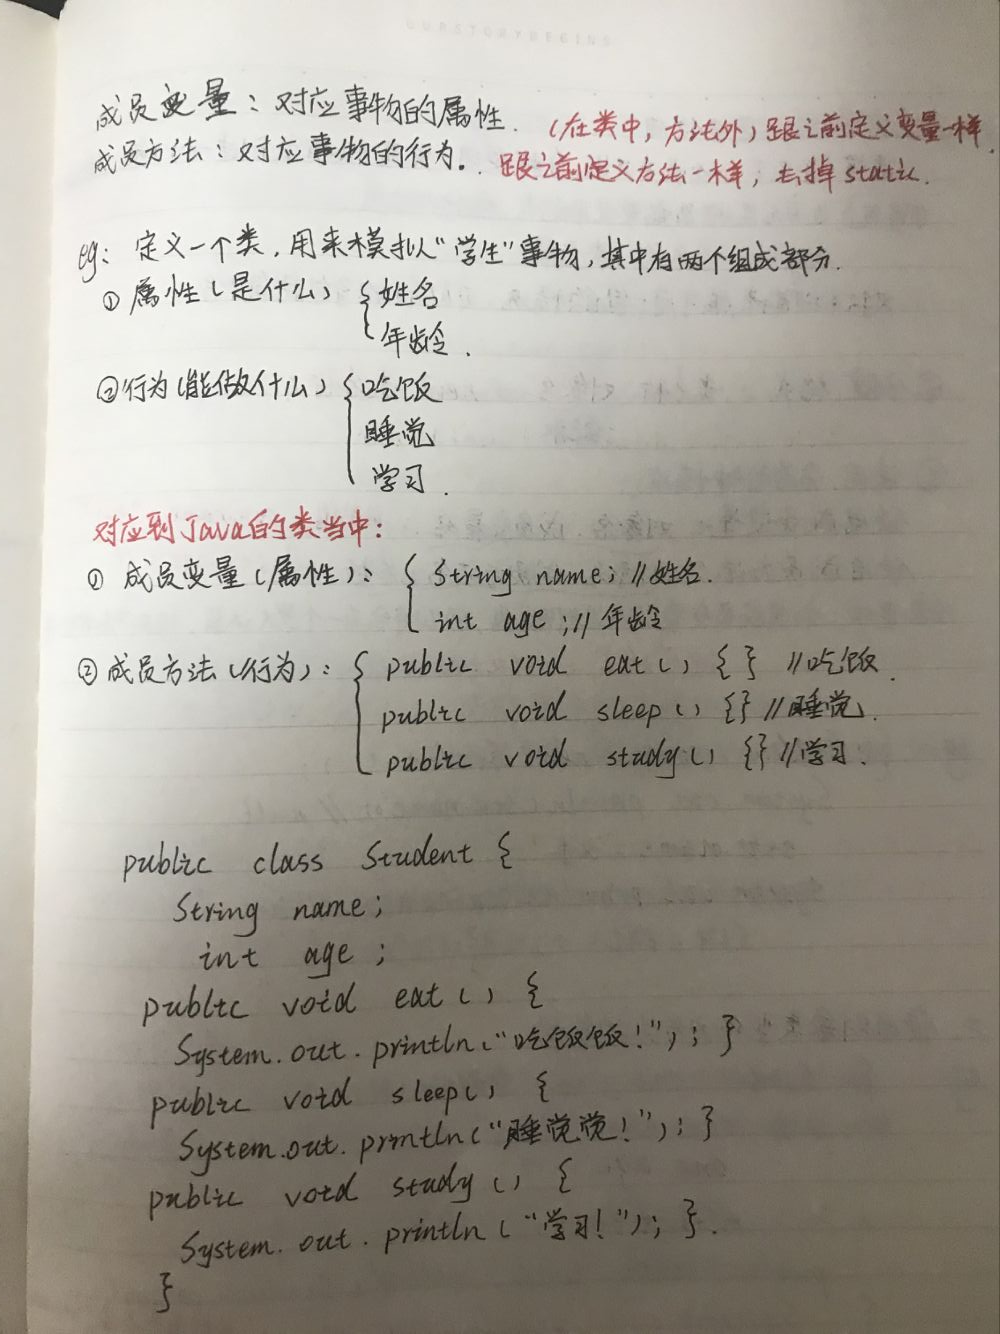 OURSTORYBEGINS
成员变量：对应事物的属性. （在类中，方法外）跟之前定义变量一样.
成员方法：对应事物的行为.. 跟之前定义方法一样，去掉static.
eg：定义一个类，用来模拟“学生”事物，其中有两个组成部分.
① 属性（是什么） { 姓名
年龄.
②行为（能做什么） { 吃饭
睡觉
学习.
对应到Java的类当中：
① 成员变量（属性）： { String name; //姓名.
int age ; // 年龄
② 成员方法（行为）： { public void eat() { } //吃饭.
public void sleep() {} //睡觉.
public void study() {} //学习.
public class Student {
String name;
int age ;
public void eat () {
System.out.println("吃饭饭！"); }
public void sleep() {
System.out.println("睡觉觉！"); }
public void study () {
System.out.println ("学习！"); }.
}